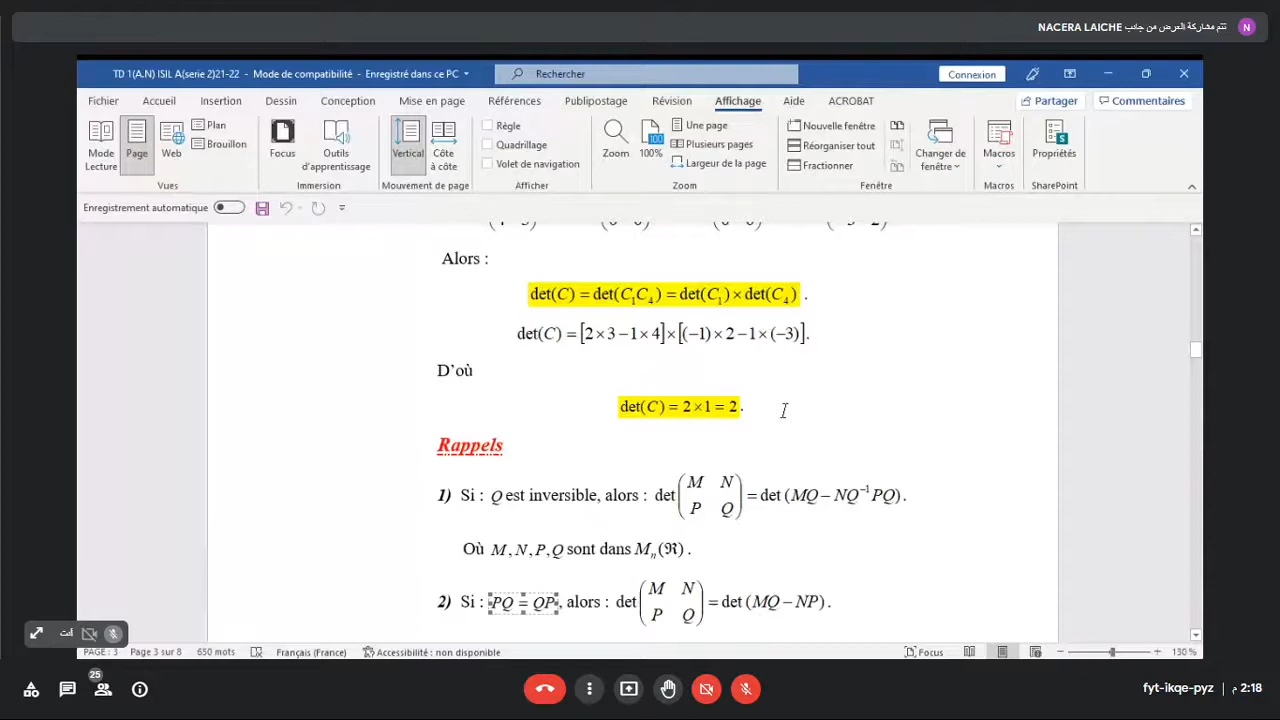 تتم مشاركة العرض من جانب NACERA LAICHE
N
TD 1(A.N) ISIL A(serie 2)21-22 - Mode de compatibilité - Enregistré dans ce PC
Rechercher
Connexion
Fichier Accueil Insertion Dessin Conception Mise en page Références Publipostage Révision Affichage Aide ACROBAT Partager Commentaires
Mode Lecture
Page
Web
Plan
Brouillon
Vues
Focus
Outils d'apprentissage
Immersion
Vertical
Côte à côte
Mouvement de page
Règle
Quadrillage
Volet de navigation
Afficher
Zoom
100
100%
Une page
Plusieurs pages
Largeur de la page
Zoom
Nouvelle fenêtre
Réorganiser tout
Fractionner
Changer de fenêtre
Fenêtre
Macros
Macros
Propriétés
SharePoint
Enregistrement automatique
Alors :
det(C) = det(C₁C₄) = det(C₁) × det(C₄) .
det(C) = [2×3−1×4]×[(−1)×2−1×(−3)].
D'où
det(C) = 2×1 = 2 .
Rappels
1) Si : Q est inversible, alors : det (M N P Q) = det (MQ − NQ⁻¹PQ) .
Où M, N, P, Q sont dans Mₙ(ℜ) .
2) Si : PQ = QP, alors : det (M N P Q) = det (MQ − NP) .
أنت
PAGE : 3 Page 3 sur 8 650 mots Français (France) Accessibilité : non disponible Focus 130 %
25
fyt-ikqe-pyz | 2:18 م